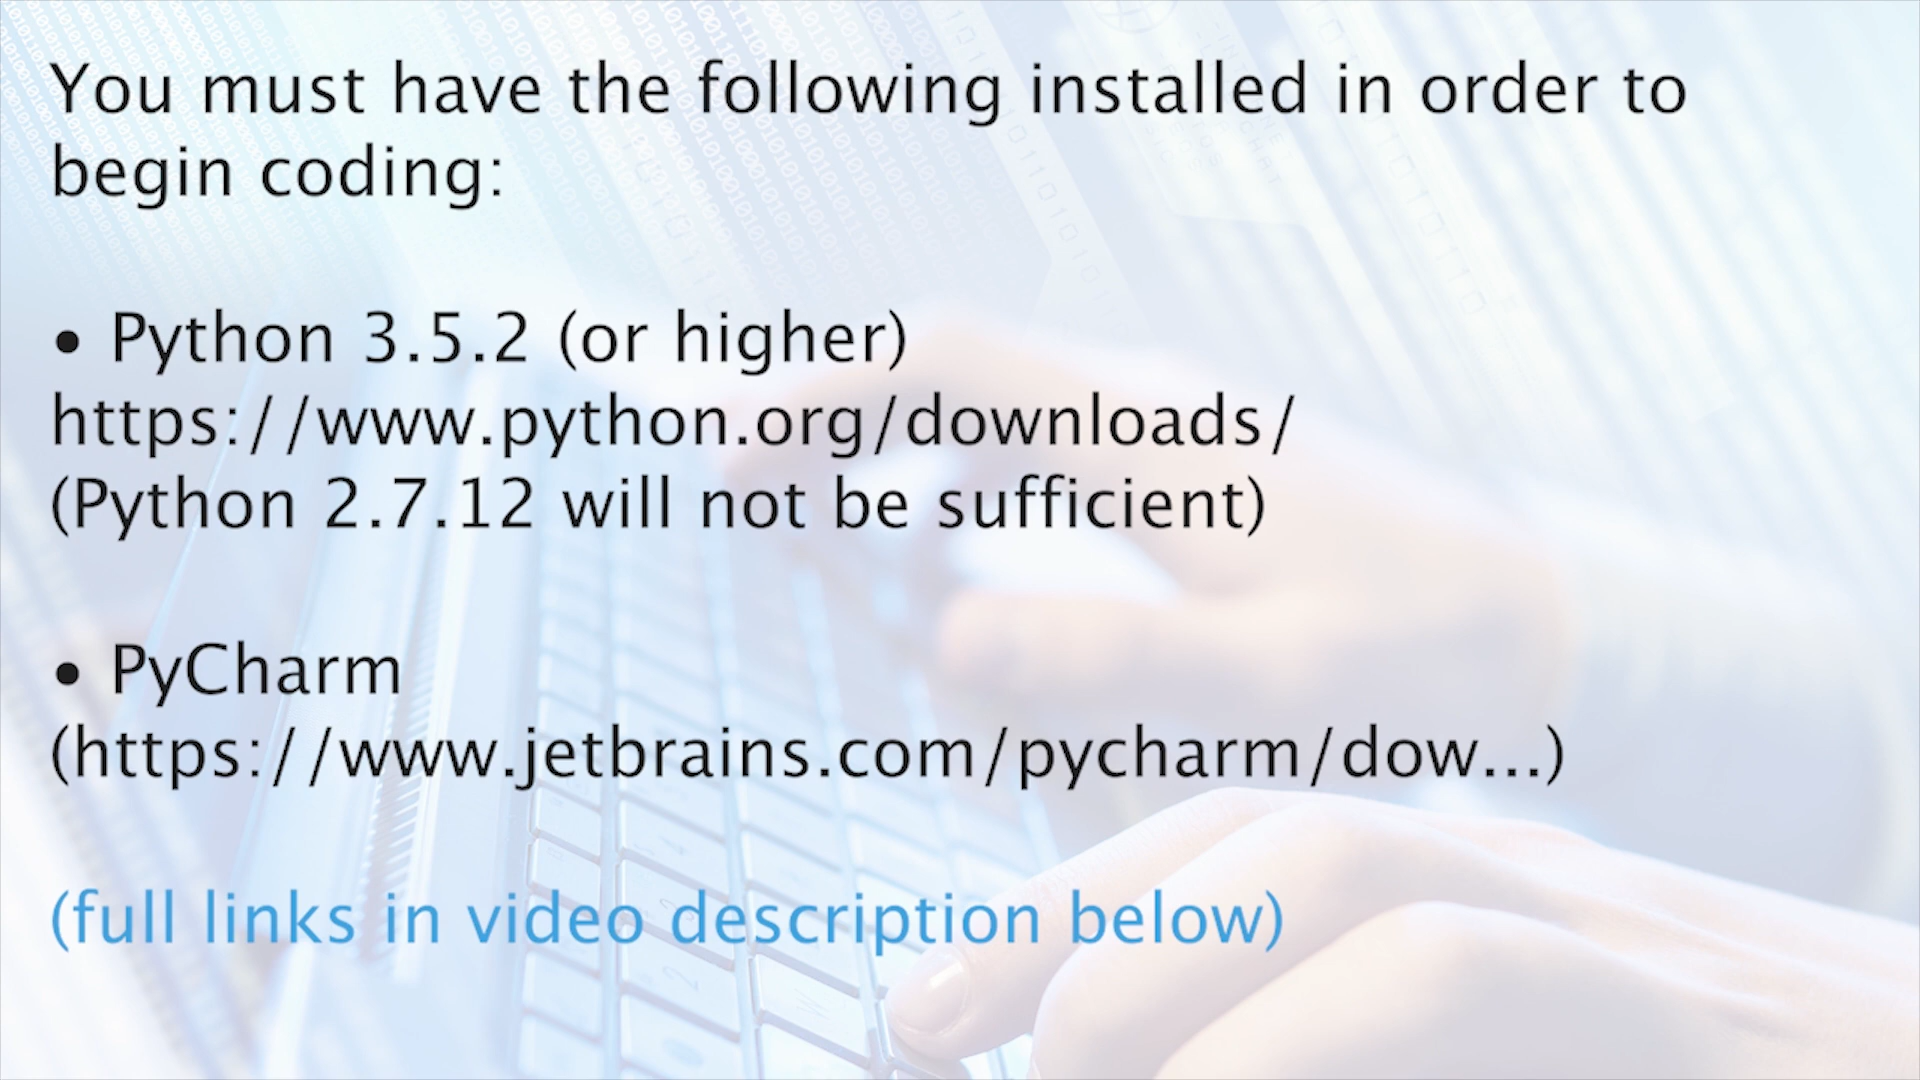 You must have the following installed in order to
begin coding:
• Python 3.5.2 (or higher)
https://www.python.org/downloads/
(Python 2.7.12 will not be sufficient)
• PyCharm
(https://www.jetbrains.com/pycharm/dow...)
(full links in video description below)